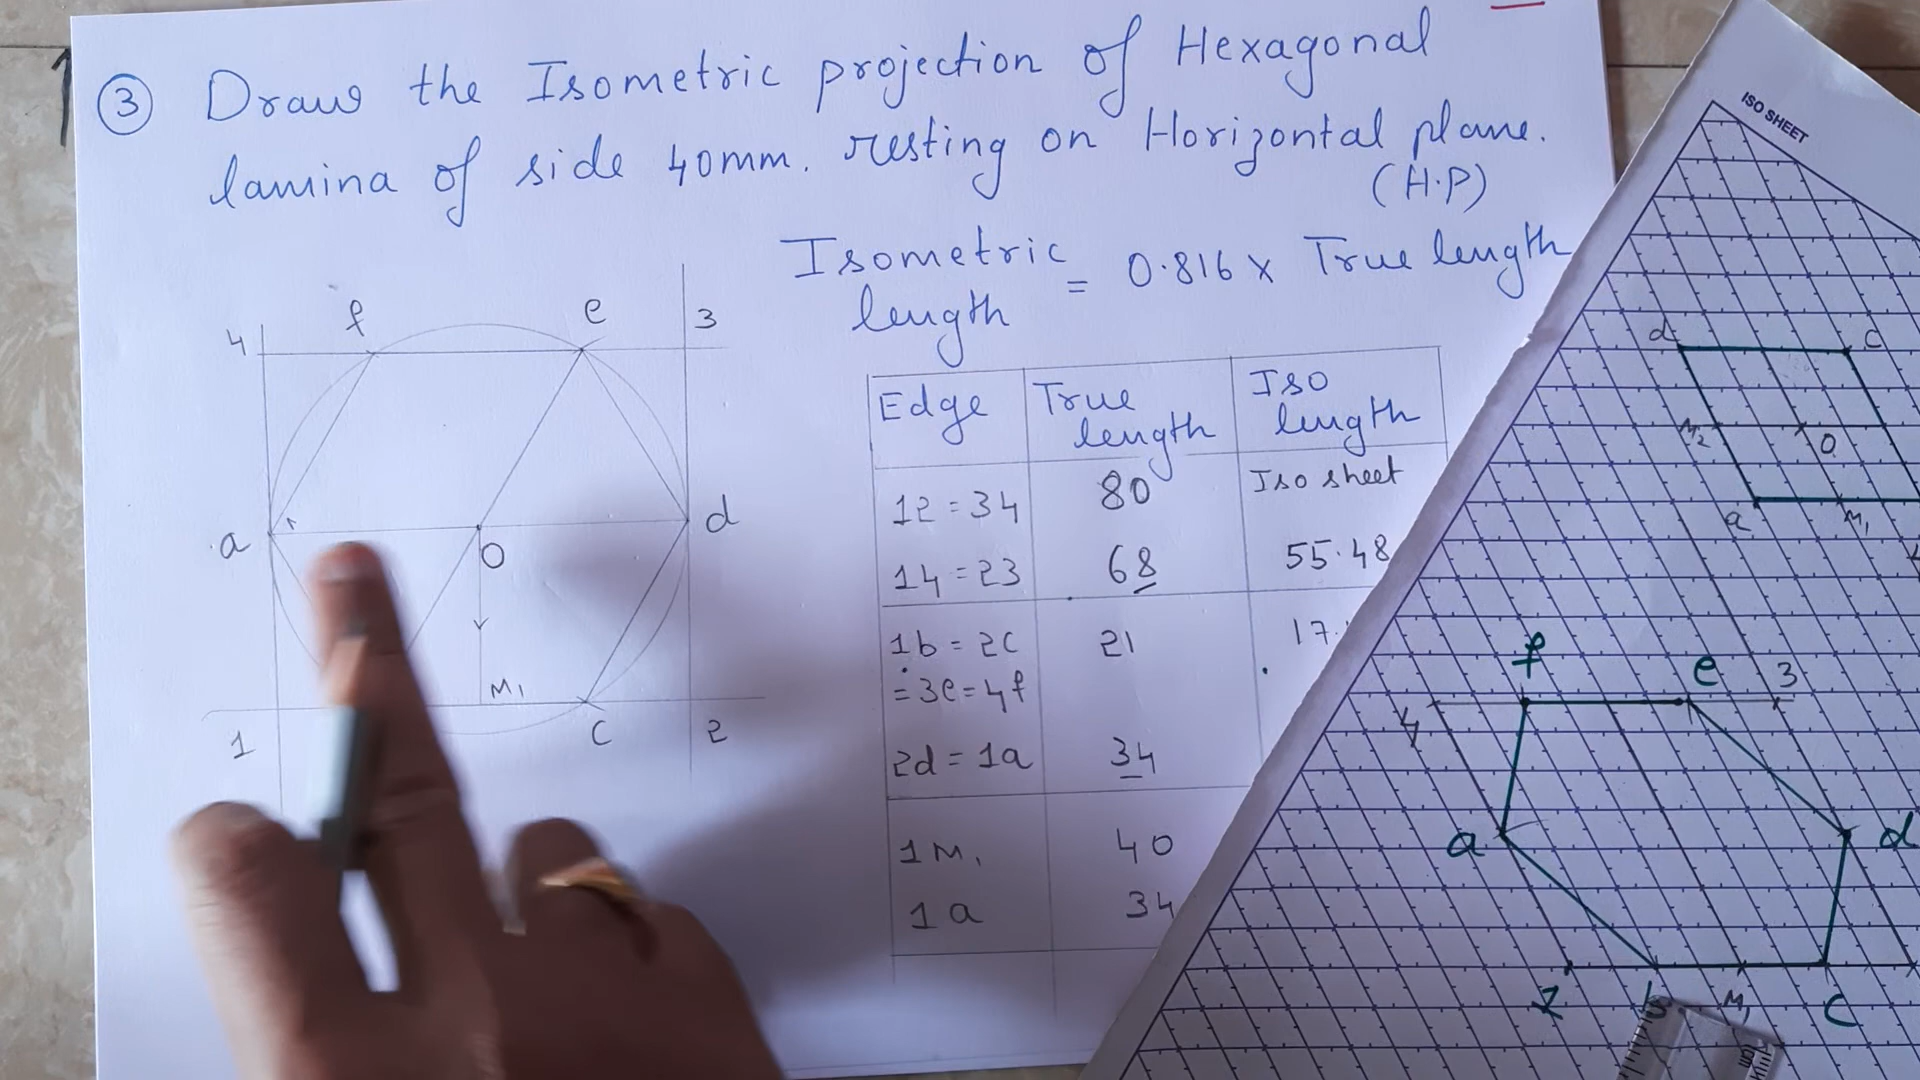 ③ Draw the Isometric projection of Hexagonal
lamina of side 40mm. resting on Horizontal plane.
(H.P)
Isometric length = 0.816 x True length
4 f e 3
a O d
M1
1 C 2
Edge True length Iso length
12 = 34 80 Iso sheet
14 = 23 68 55.48
1b = 2c = 3e = 4f 21 17.
2d = 1a 34
1M1 40
1a 34
ISO SHEET
d c
M2 O
a M1
f e 3
4
a d
1 b M1 C